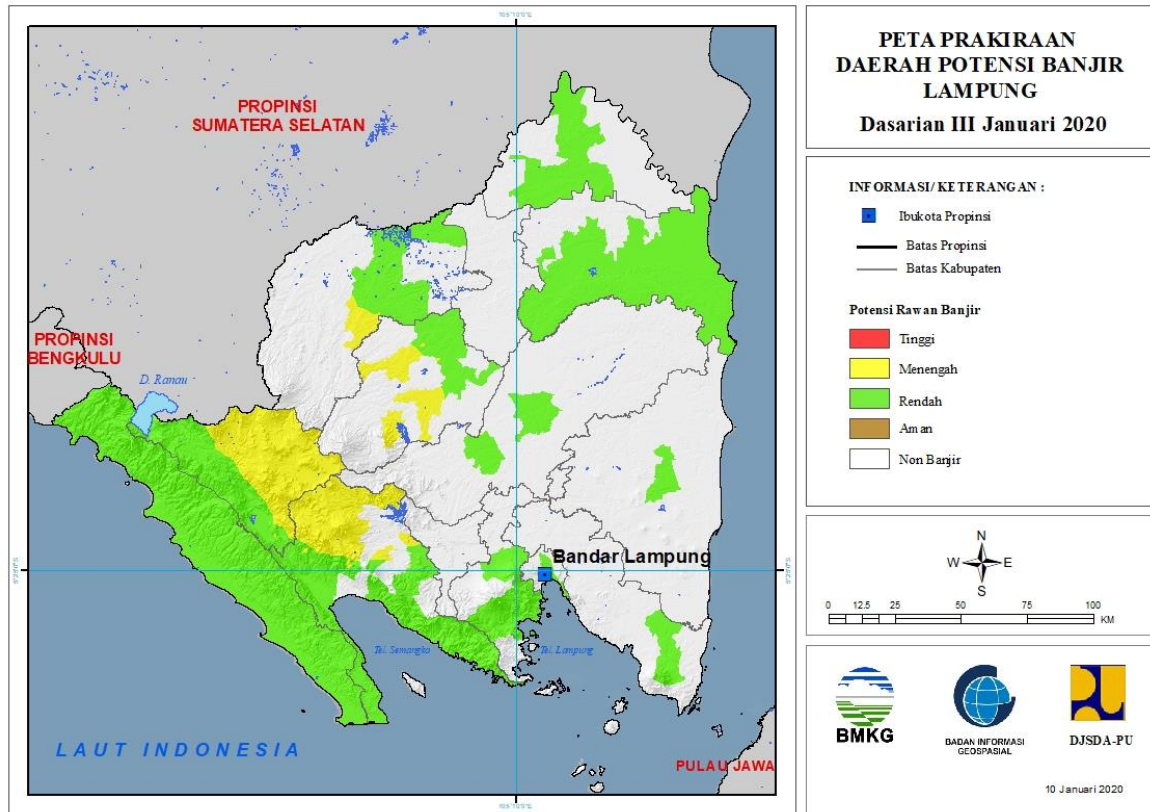 PROPINSI
SUMATERA SELATAN
PROPINSI
BENGKULU
D. Ranau
Bandar Lampung
Tel. Semangka
Tel. Lampung
LAUT INDONESIA
PULAU JAWA
PETA PRAKIRAAN
DAERAH POTENSI BANJIR
LAMPUNG
Dasarian III Januari 2020
INFORMASI/ KETERANGAN :
Ibukota Propinsi
Batas Propinsi
Batas Kabupaten
Potensi Rawan Banjir
Tinggi
Menengah
Rendah
Aman
Non Banjir
N
W E
S
0 12.5 25 50 75 100
KM
BMKG
BADAN INFORMASI
GEOSPASIAL
DJSDA-PU
10 Januari 2020